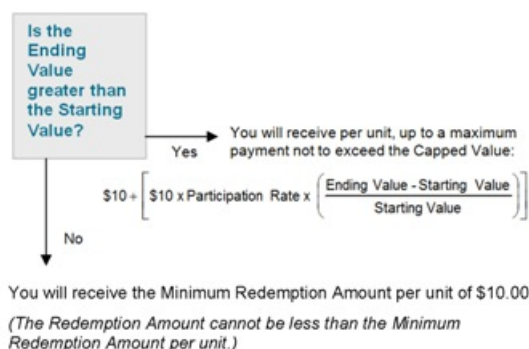 Is the
Ending
Value
greater than
the Starting
Value?
Yes
You will receive per unit, up to a maximum
payment not to exceed the Capped Value:
$10 + [ $10 x Participation Rate x ( Ending Value - Starting Value
Starting Value ) ]
No
You will receive the Minimum Redemption Amount per unit of $10.00
(The Redemption Amount cannot be less than the Minimum
Redemption Amount per unit.)